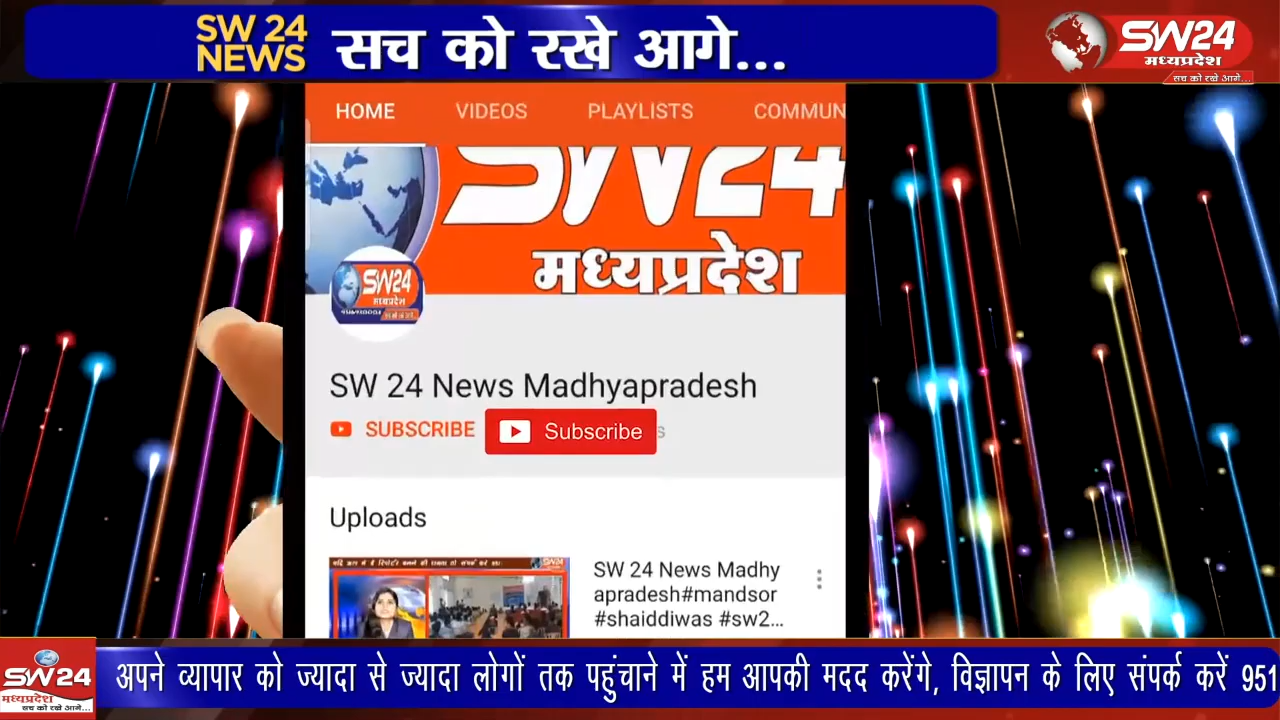 SW 24
NEWS
सच को रखे आगे...
SW24
मध्यप्रदेश
सच को रखे आगे...
HOME VIDEOS PLAYLISTS COMMUN
SW24
मध्यप्रदेश
SW24
मध्यप्रदेश
SW 24 News Madhyapradesh
SUBSCRIBE
Subscribe
s
Uploads
SW 24 News Madhy
apradesh#mandsor
#shaiddiwas #sw2...
SW24
मध्यप्रदेश
सच को रखे आगे...
अपने व्यापार को ज्यादा से ज्यादा लोगों तक पहुंचाने में हम आपकी मदद करेंगे, विज्ञापन के लिए संपर्क करें 951